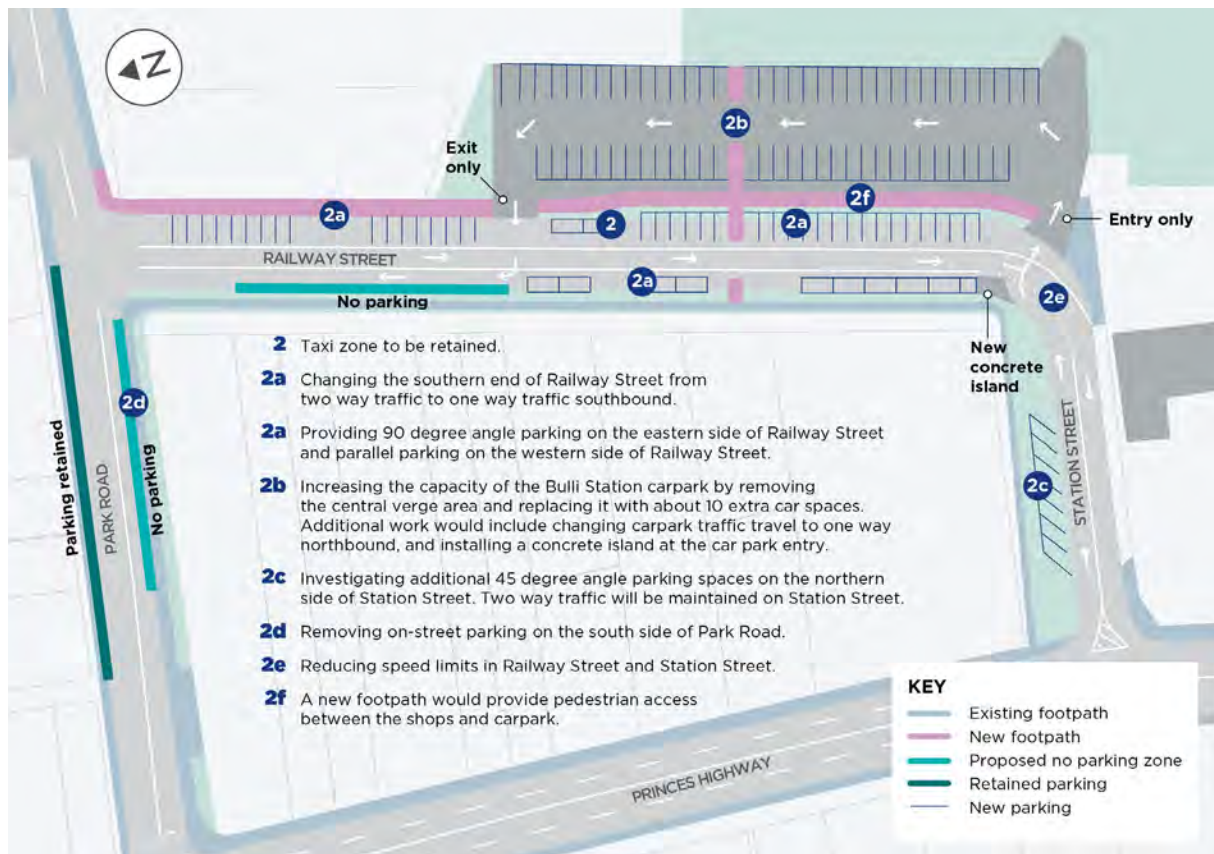 N
Exit
only
2b
2a
2f
2
2a
Entry only
RAILWAY STREET
2a
No parking
2e
New
concrete
island
2d
Parking retained
PARK ROAD
No parking
2c
STATION STREET
2 Taxi zone to be retained.
2a Changing the southern end of Railway Street from
two way traffic to one way traffic southbound.
2a Providing 90 degree angle parking on the eastern side of Railway Street
and parallel parking on the western side of Railway Street.
2b Increasing the capacity of the Bulli Station carpark by removing
the central verge area and replacing it with about 10 extra car spaces.
Additional work would include changing carpark traffic travel to one way
northbound, and installing a concrete island at the car park entry.
2c Investigating additional 45 degree angle parking spaces on the northern
side of Station Street. Two way traffic will be maintained on Station Street.
2d Removing on-street parking on the south side of Park Road.
2e Reducing speed limits in Railway Street and Station Street.
2f A new footpath would provide pedestrian access
between the shops and carpark.
PRINCES HIGHWAY
KEY
Existing footpath
New footpath
Proposed no parking zone
Retained parking
New parking